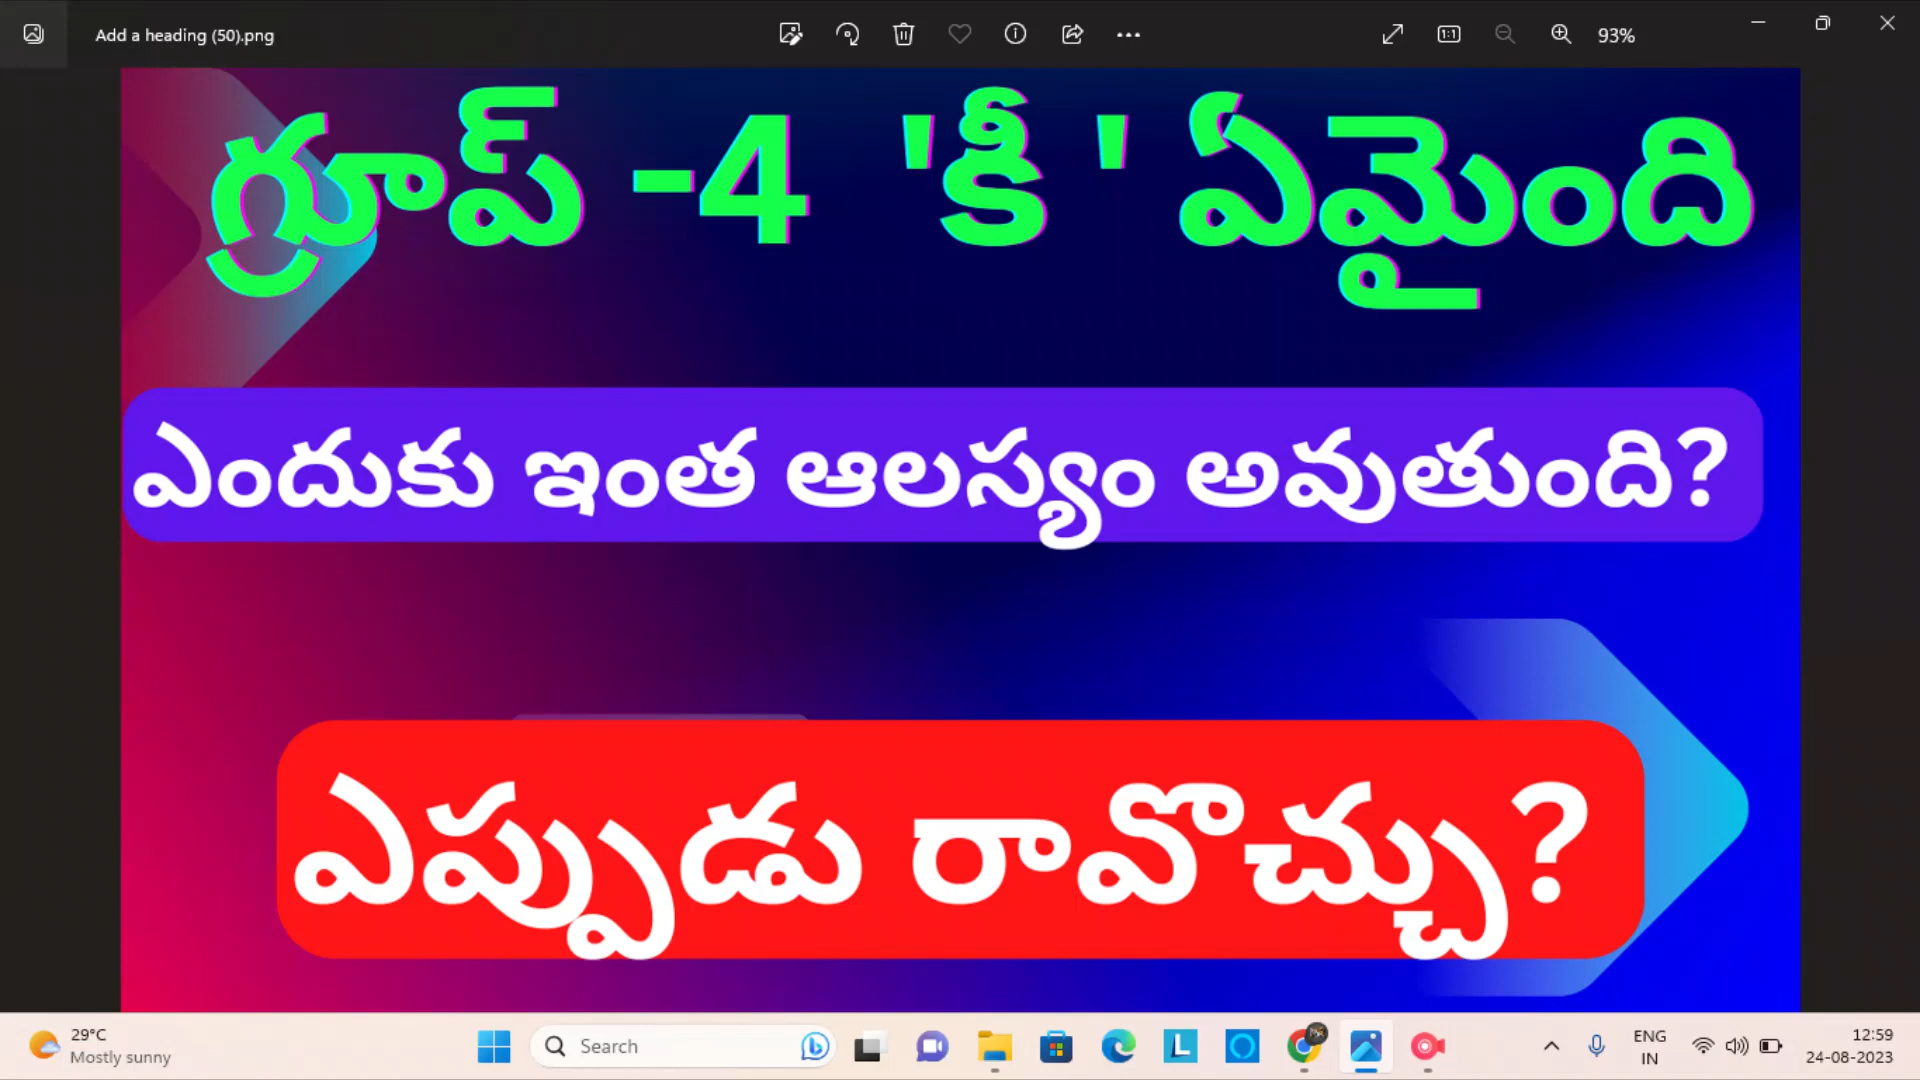 Add a heading (50).png
93%
గ్రూప్ -4 'కీ ' ఏమైంది
ఎందుకు ఇంత ఆలస్యం అవుతుంది?
ఎప్పుడు రావొచ్చు?
29°C
Mostly sunny
Search
ENG
IN
12:59
24-08-2023